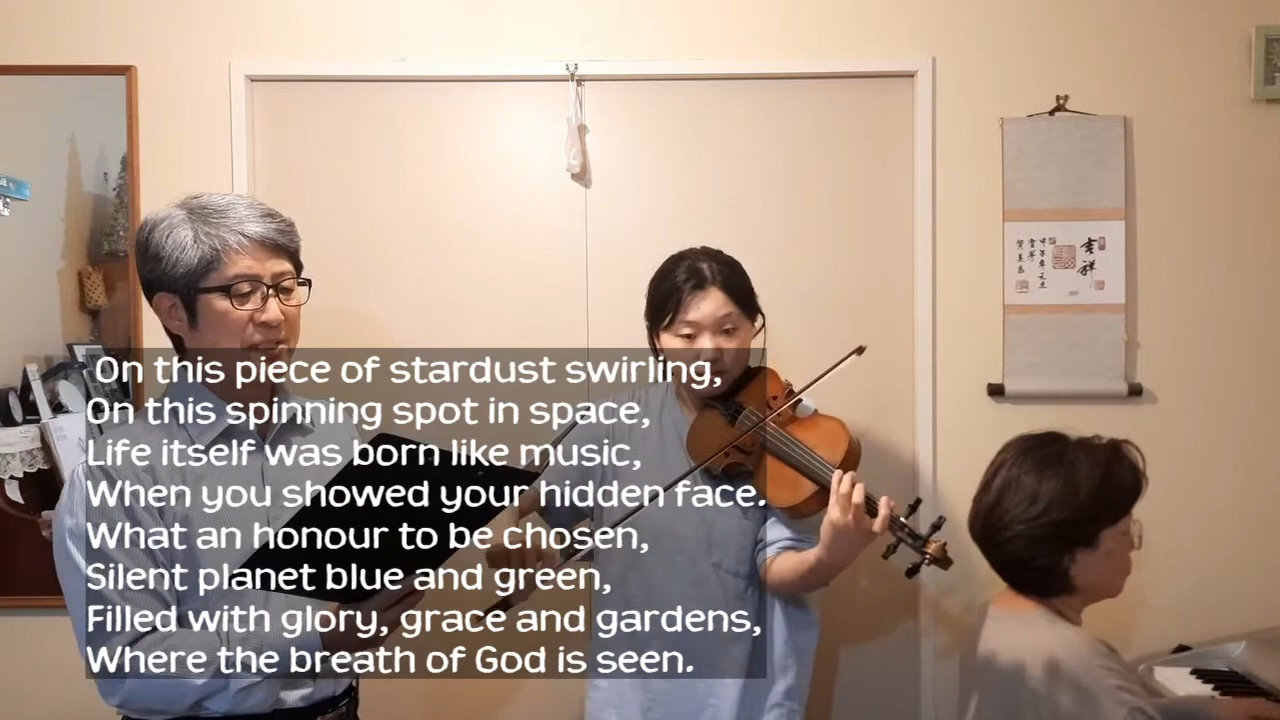 On this piece of stardust swirling,
On this spinning spot in space,
Life itself was born like music,
When you showed your hidden face.
What an honour to be chosen,
Silent planet blue and green,
Filled with glory, grace and gardens,
Where the breath of God is seen.
吉祥